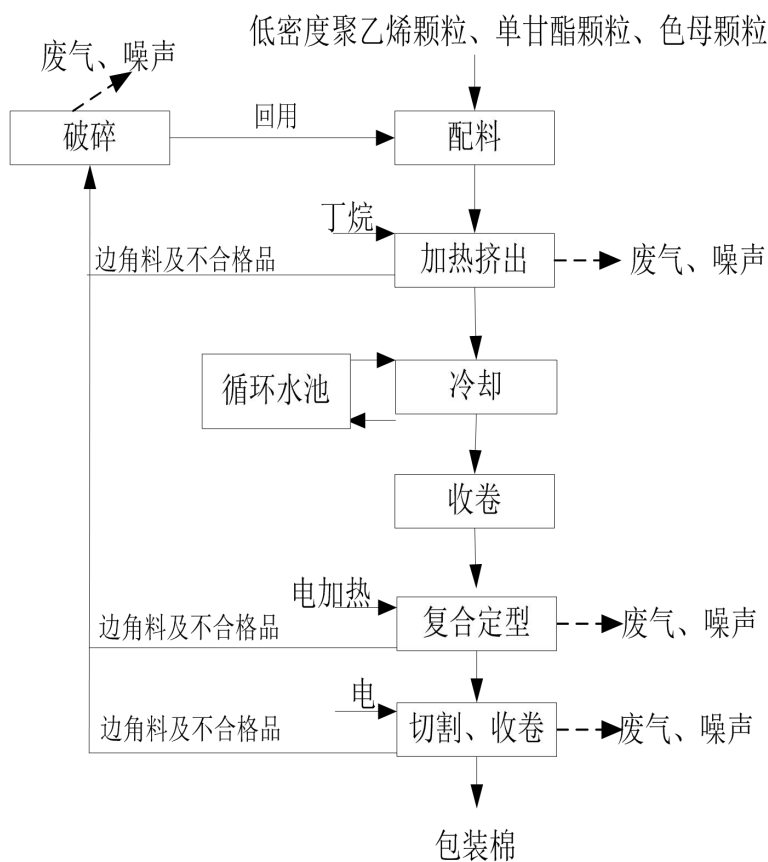 低密度聚乙烯颗粒、单甘酯颗粒、色母颗粒
废气、噪声
破碎
回用
配料
丁烷
边角料及不合格品
加热挤出
废气、噪声
循环水池
冷却
收卷
电加热
边角料及不合格品
复合定型
废气、噪声
电
边角料及不合格品
切割、收卷
废气、噪声
包装棉